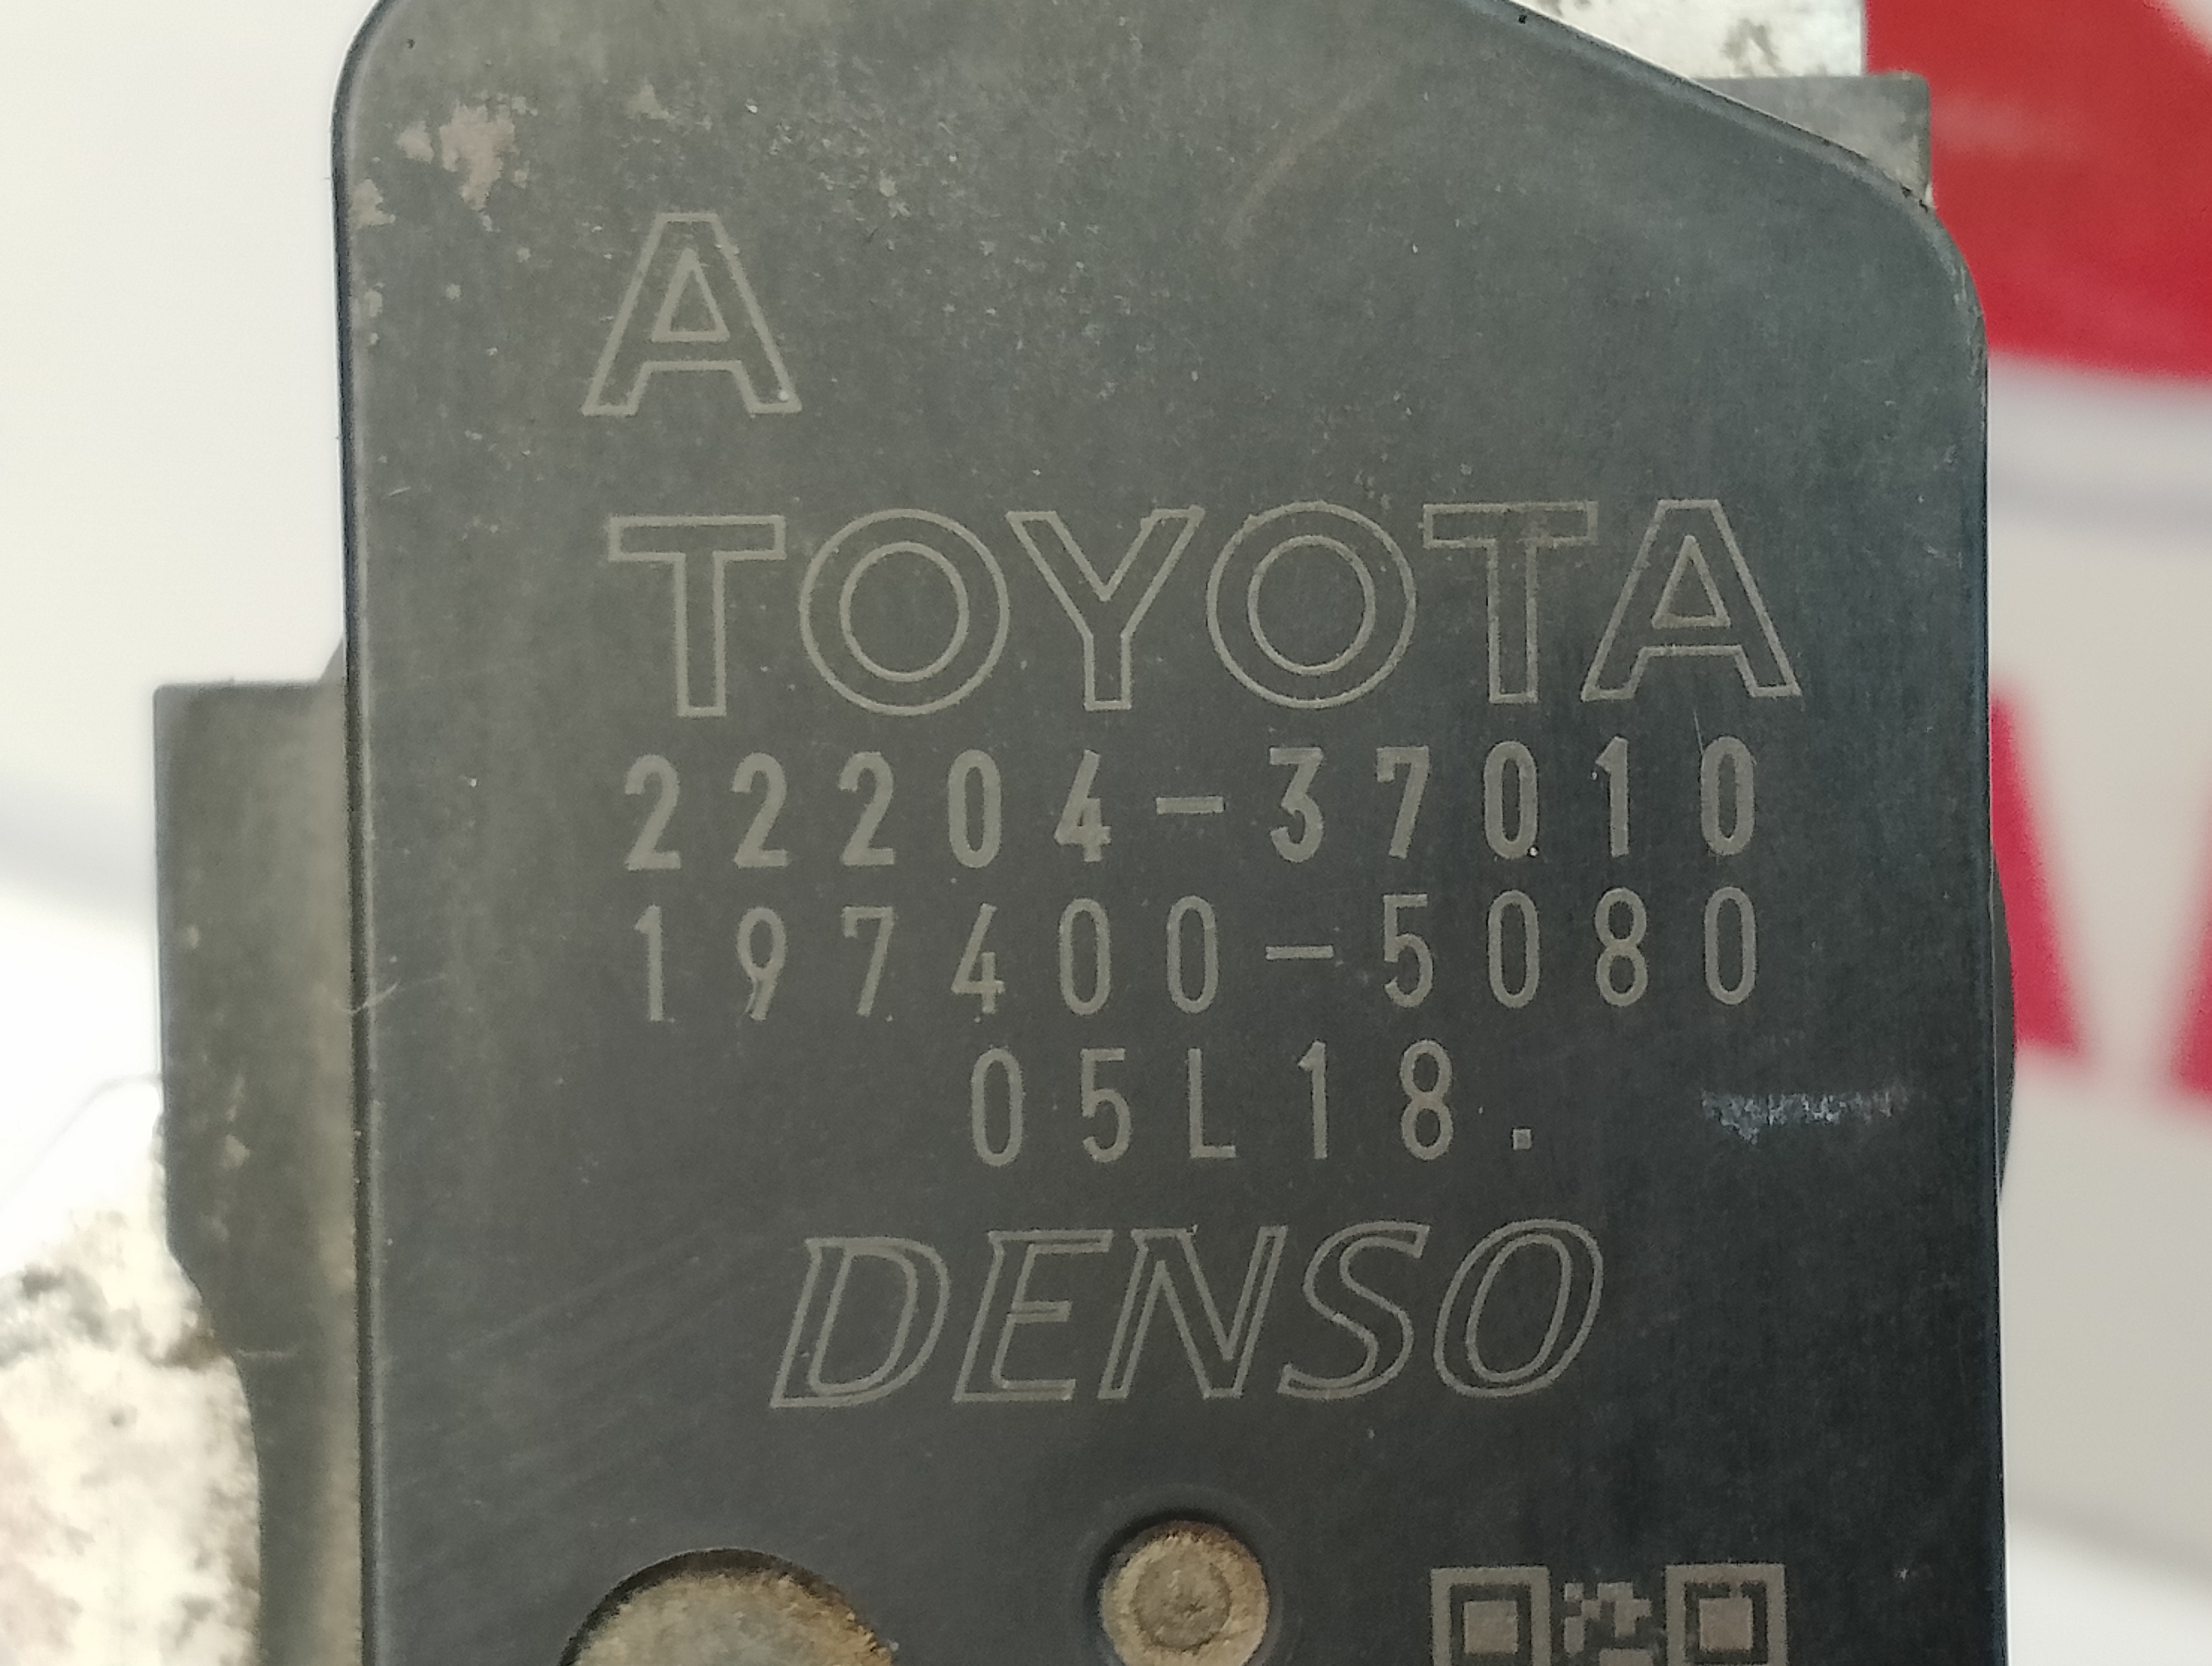 A
TOYOTA
22204-37010
197400-5080
05L18.
DENSO